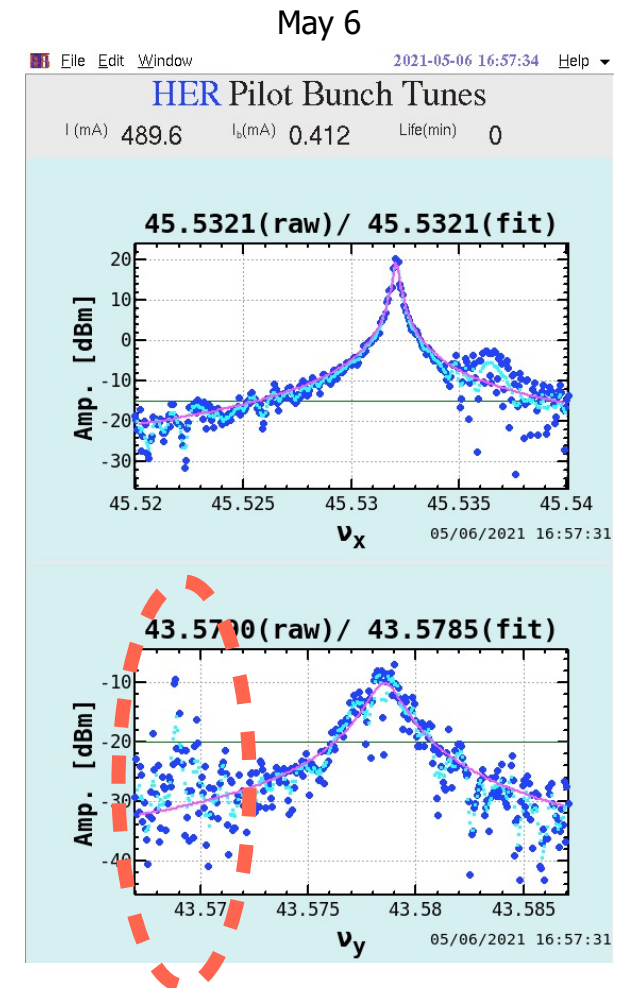 May 6
File Edit Window 2021-05-06 16:57:34 Help
HER Pilot Bunch Tunes
I (mA) 489.6 Ib(mA) 0.412 Life(min) 0
45.5321(raw)/ 45.5321(fit)
Amp. [dBm]
20
10
0
-10
-20
-30
45.52 45.525 45.53 45.535 45.54
νx 05/06/2021 16:57:31
43.5790(raw)/ 43.5785(fit)
Amp. [dBm]
-10
-20
-30
-40
43.57 43.575 43.58 43.585
νy 05/06/2021 16:57:31